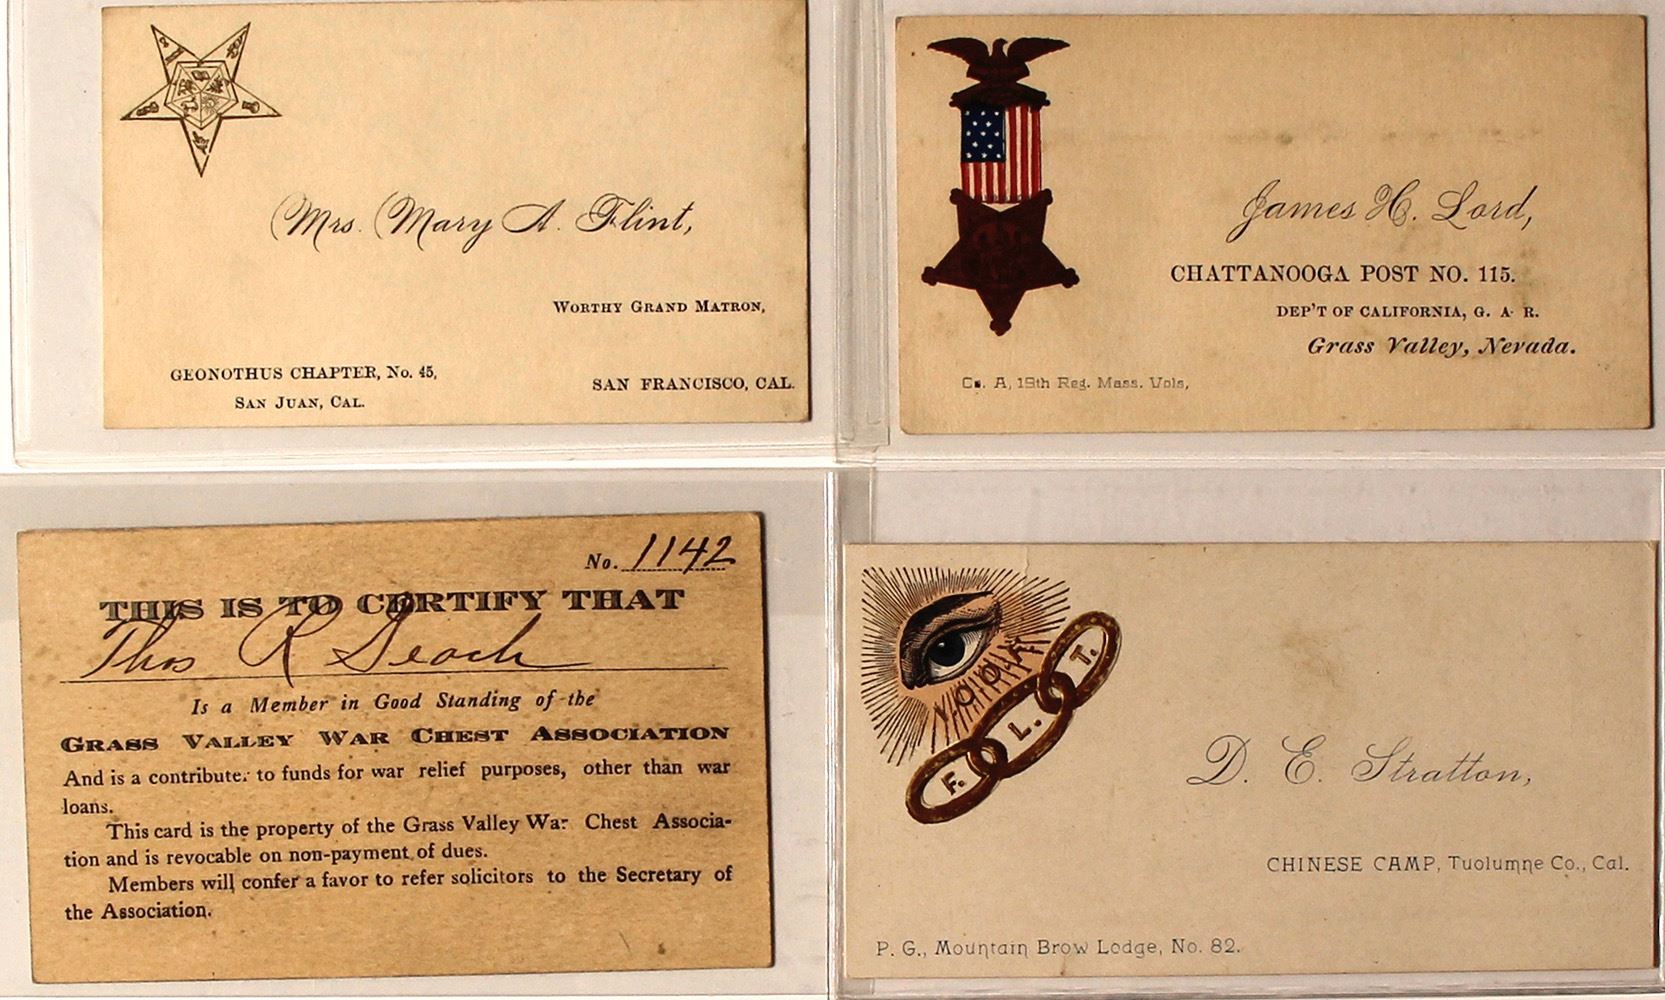 Mrs. Mary A. Flint,
WORTHY GRAND MATRON,
GEONOTHUS CHAPTER, No. 45,
SAN JUAN, CAL.
SAN FRANCISCO, CAL.
James H. Lord,
CHATTANOOGA POST NO. 115.
DEP'T OF CALIFORNIA, G. A. R.
Grass Valley, Nevada.
Co. A, 19th Reg. Mass. Vols,
No. 1142
THIS IS TO CERTIFY THAT
Thos R
Is a Member in Good Standing of the
GRASS VALLEY WAR CHEST ASSOCIATION
And is a contributer to funds for war relief purposes, other than war
loans.
This card is the property of the Grass Valley War Chest Associa-
tion and is revocable on non-payment of dues.
Members will confer a favor to refer solicitors to the Secretary of
the Association.
I.O.O.F.
F. L. T.
D. E. Stratton,
CHINESE CAMP, Tuolumne Co., Cal.
P. G., Mountain Brow Lodge, No. 82.